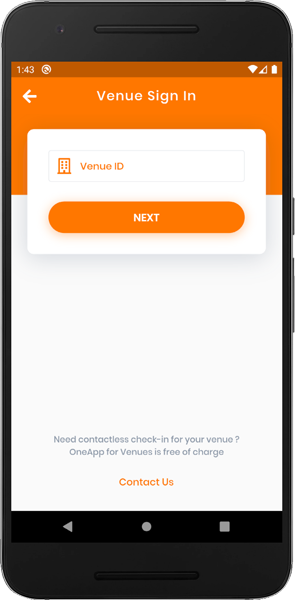 1:43
Venue Sign In
Venue ID
NEXT
Need contactless check-in for your venue ?
OneApp for Venues is free of charge
Contact Us